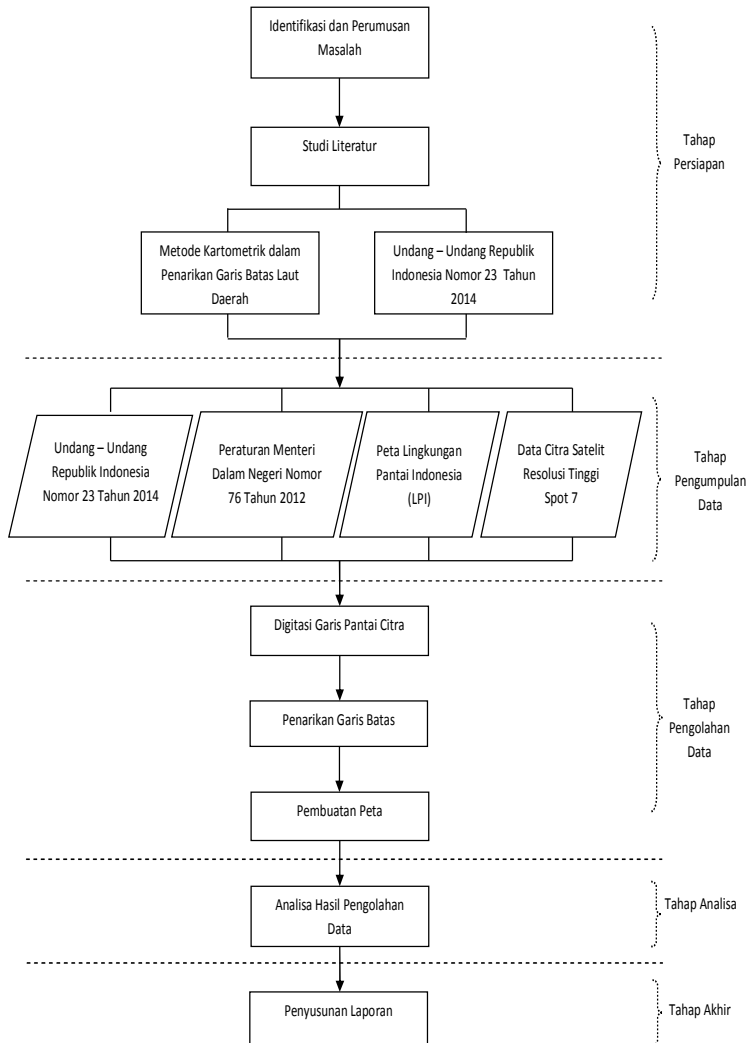 Identifikasi dan Perumusan
Masalah
Studi Literatur
Tahap
Persiapan
Metode Kartometrik dalam
Penarikan Garis Batas Laut
Daerah
Undang – Undang Republik
Indonesia Nomor 23 Tahun
2014
Undang – Undang
Republik Indonesia
Nomor 23 Tahun 2014
Peraturan Menteri
Dalam Negeri Nomor
76 Tahun 2012
Peta Lingkungan
Pantai Indonesia
(LPI)
Data Citra Satelit
Resolusi Tinggi
Spot 7
Tahap
Pengumpulan
Data
Digitasi Garis Pantai Citra
Penarikan Garis Batas
Pembuatan Peta
Tahap
Pengolahan
Data
Analisa Hasil Pengolahan
Data
Tahap Analisa
Penyusunan Laporan
Tahap Akhir